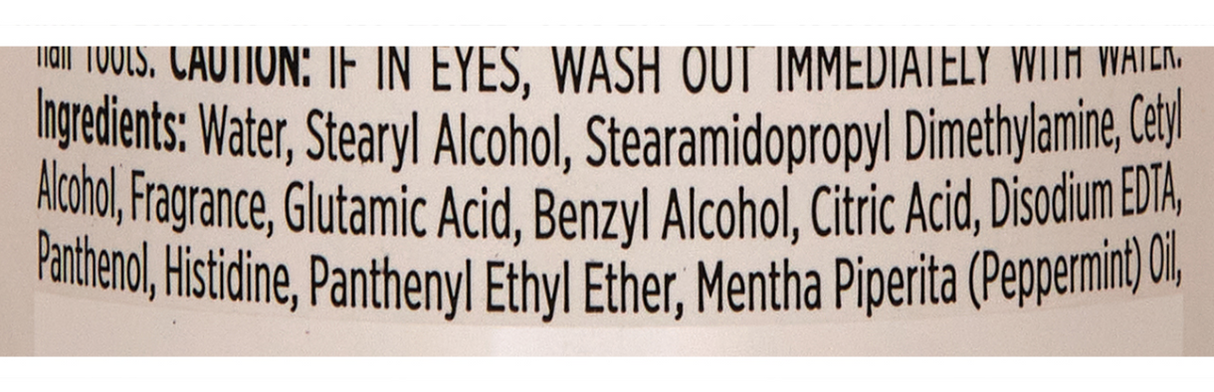 hair tools. CAUTION: IF IN EYES, WASH OUT IMMEDIATELY WITH WATER.
Ingredients: Water, Stearyl Alcohol, Stearamidopropyl Dimethylamine, Cetyl
Alcohol, Fragrance, Glutamic Acid, Benzyl Alcohol, Citric Acid, Disodium EDTA,
Panthenol, Histidine, Panthenyl Ethyl Ether, Mentha Piperita (Peppermint) Oil,